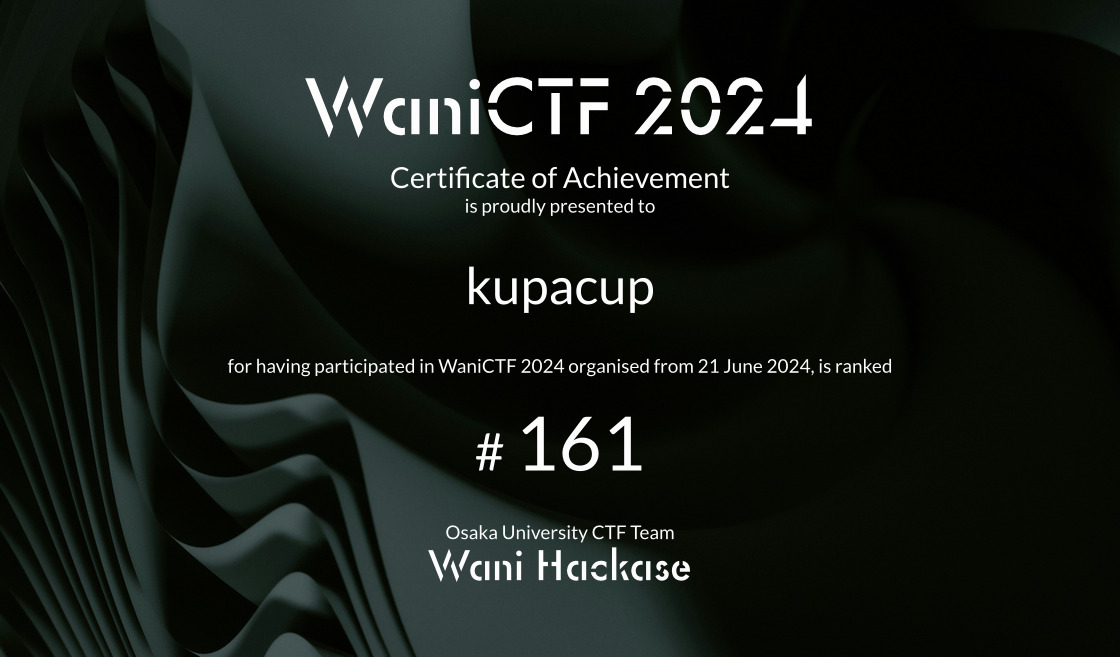 WaniCTF 2024
Certificate of Achievement
is proudly presented to
kupacup
for having participated in WaniCTF 2024 organised from 21 June 2024, is ranked
# 161
Osaka University CTF Team
Wani Hackase